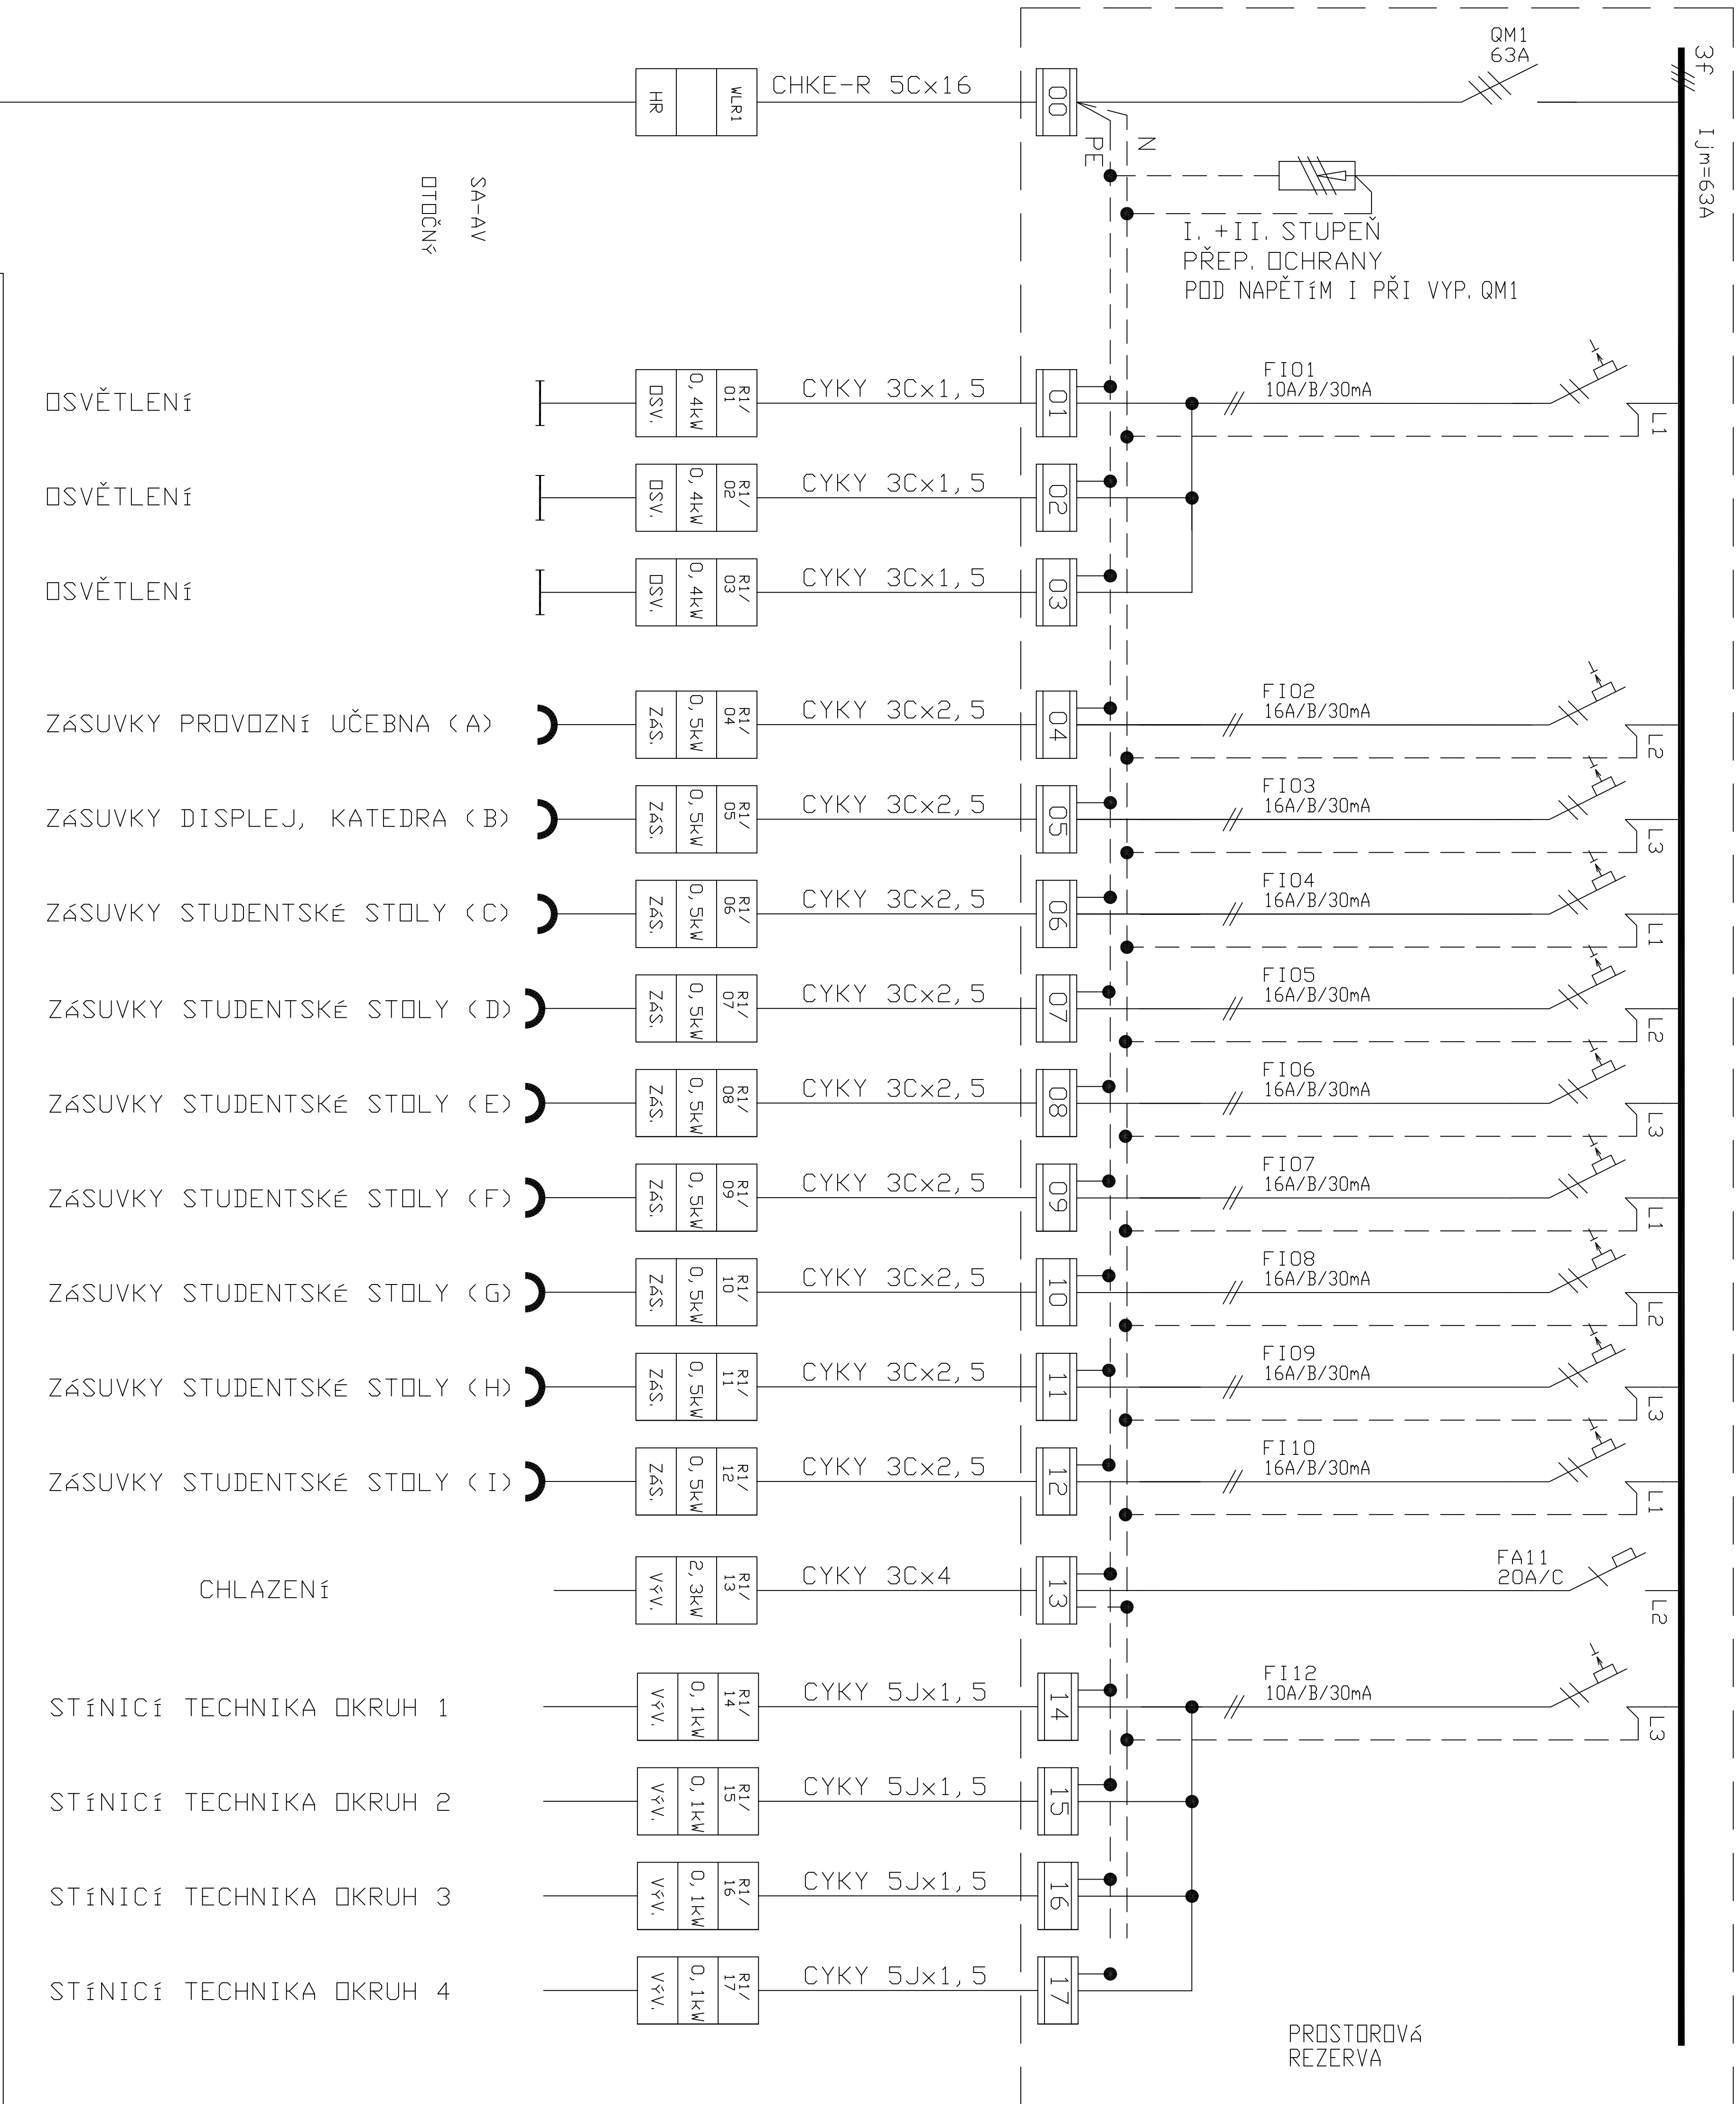 QM1
63A
3f
Ijm=63A
CHKE-R 5Cx16
WLR1
HR
00
PE
N
SA-AV
OTOČNÝ
I. +II. STUPEŇ
PŘEP. OCHRANY
POD NAPĚTÍM I PŘI VYP. QM1
OSVĚTLENÍ
OSV.
0,4kW
R1/
01
CYKY 3Cx1,5
01
FI01
10A/B/30mA
L1
OSVĚTLENÍ
OSV.
0,4kW
R1/
02
CYKY 3Cx1,5
02
OSVĚTLENÍ
OSV.
0,4kW
R1/
03
CYKY 3Cx1,5
03
ZÁSUVKY PROVOZNÍ UČEBNA (A)
ZÁS.
0,5kW
R1/
04
CYKY 3Cx2,5
04
FI02
16A/B/30mA
L2
ZÁSUVKY DISPLEJ, KATEDRA (B)
ZÁS.
0,5kW
R1/
05
CYKY 3Cx2,5
05
FI03
16A/B/30mA
L3
ZÁSUVKY STUDENTSKÉ STOLY (C)
ZÁS.
0,5kW
R1/
06
CYKY 3Cx2,5
06
FI04
16A/B/30mA
L1
ZÁSUVKY STUDENTSKÉ STOLY (D)
ZÁS.
0,5kW
R1/
07
CYKY 3Cx2,5
07
FI05
16A/B/30mA
L2
ZÁSUVKY STUDENTSKÉ STOLY (E)
ZÁS.
0,5kW
R1/
08
CYKY 3Cx2,5
08
FI06
16A/B/30mA
L3
ZÁSUVKY STUDENTSKÉ STOLY (F)
ZÁS.
0,5kW
R1/
09
CYKY 3Cx2,5
09
FI07
16A/B/30mA
L1
ZÁSUVKY STUDENTSKÉ STOLY (G)
ZÁS.
0,5kW
R1/
10
CYKY 3Cx2,5
10
FI08
16A/B/30mA
L2
ZÁSUVKY STUDENTSKÉ STOLY (H)
ZÁS.
0,5kW
R1/
11
CYKY 3Cx2,5
11
FI09
16A/B/30mA
L3
ZÁSUVKY STUDENTSKÉ STOLY (I)
ZÁS.
0,5kW
R1/
12
CYKY 3Cx2,5
12
FI10
16A/B/30mA
L1
CHLAZENÍ
VÝV.
2,3kW
R1/
13
CYKY 3Cx4
13
FA11
20A/C
L2
STÍNICÍ TECHNIKA OKRUH 1
VÝV.
0,1kW
R1/
14
CYKY 5Jx1,5
14
FI12
10A/B/30mA
L3
STÍNICÍ TECHNIKA OKRUH 2
VÝV.
0,1kW
R1/
15
CYKY 5Jx1,5
15
STÍNICÍ TECHNIKA OKRUH 3
VÝV.
0,1kW
R1/
16
CYKY 5Jx1,5
16
STÍNICÍ TECHNIKA OKRUH 4
VÝV.
0,1kW
R1/
17
CYKY 5Jx1,5
17
PROSTOROVÁ
REZERVA